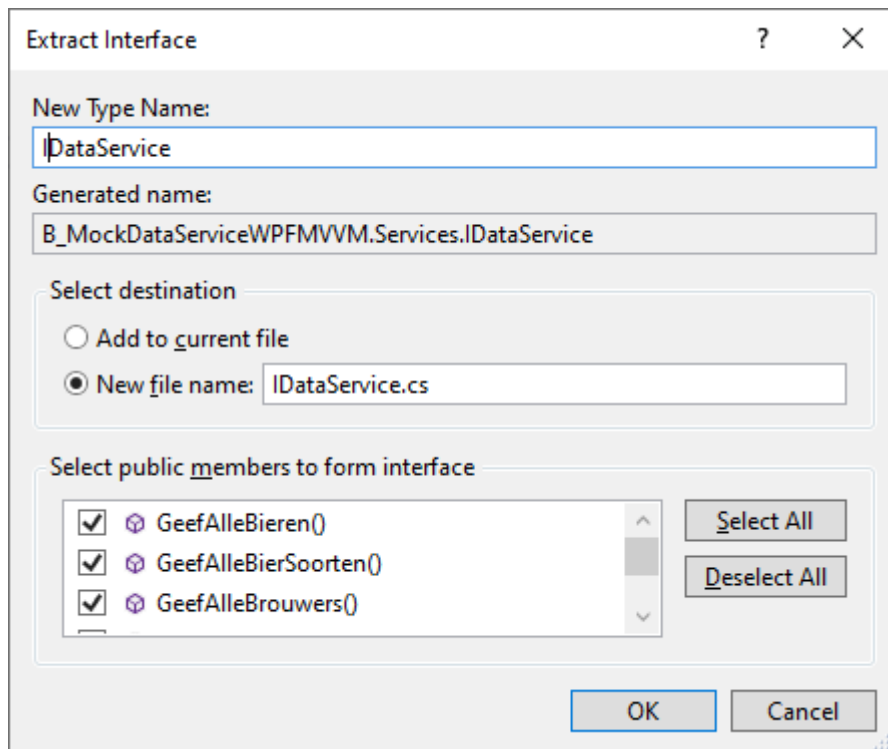 Extract Interface
?
New Type Name:
IDataService
Generated name:
B_MockDataServiceWPFMVVM.Services.IDataService
Select destination
Add to current file
New file name: IDataService.cs
Select public members to form interface
GeefAlleBieren()
Select All
GeefAlleBierSoorten()
Deselect All
GeefAlleBrouwers()
OK
Cancel